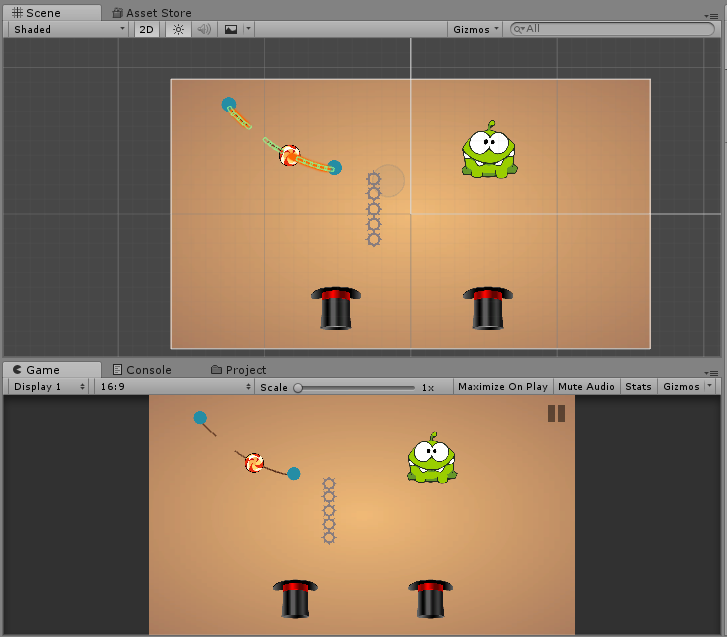 Scene Asset Store
Shaded 2D Gizmos All
Game Console Project
Display 1 16:9 Scale 1x Maximize On Play Mute Audio Stats Gizmos